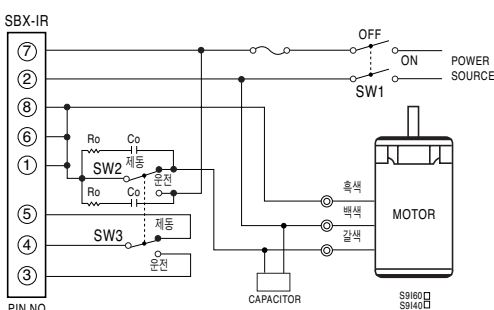 SBX-IR
7
OFF
ON
POWER
SOURCE
2
SW1
8
Ro
Co
6
제동
SW2
1
운전
Ro
Co
흑색
5
제동
백색
MOTOR
SW3
4
갈색
운전
3
CAPACITOR
S9I60□
S9I40□
PIN NO